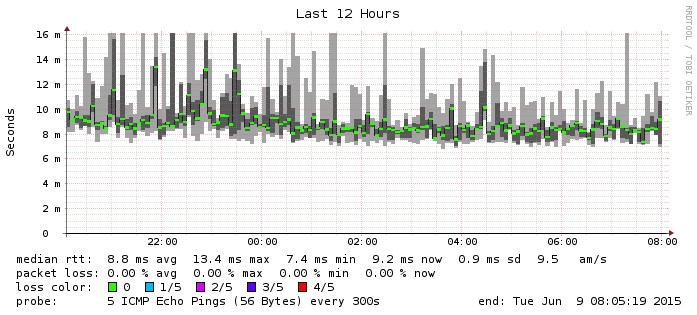 Last 12 Hours
RRDTOOL / TOBI OETIKER
Seconds
16 m
14 m
12 m
10 m
8 m
6 m
4 m
2 m
0
22:00 00:00 02:00 04:00 06:00 08:00
median rtt: 8.8 ms avg 13.4 ms max 7.4 ms min 9.2 ms now 0.9 ms sd 9.5 am/s
packet loss: 0.00 % avg 0.00 % max 0.00 % min 0.00 % now
loss color: 0 1/5 2/5 3/5 4/5
probe: 5 ICMP Echo Pings (56 Bytes) every 300s end: Tue Jun 9 08:05:19 2015